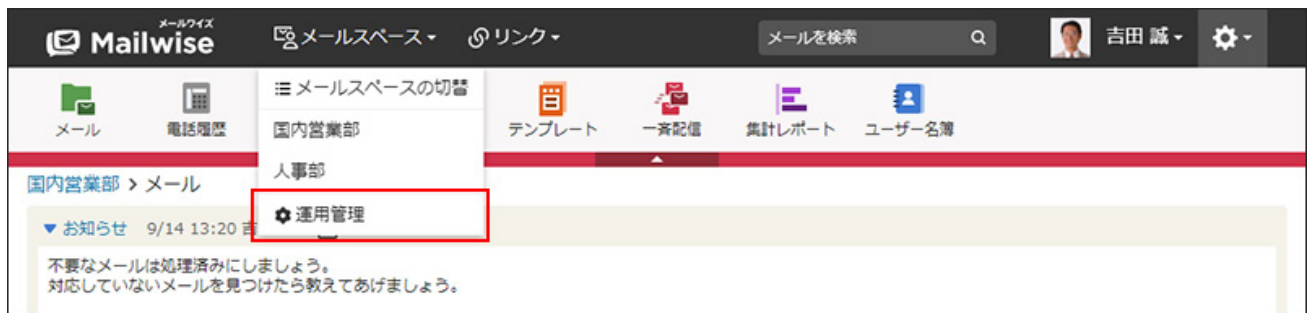 メールワイズ
Mailwise メールスペース リンク メールを検索 吉田 誠
メールスペースの切替
メール 電話履歴 テンプレート 一斉配信 集計レポート ユーザー名簿
国内営業部
人事部
運用管理
国内営業部 > メール
お知らせ 9/14 13:20
不要なメールは処理済みにしましょう。
対応していないメールを見つけたら教えてあげましょう。